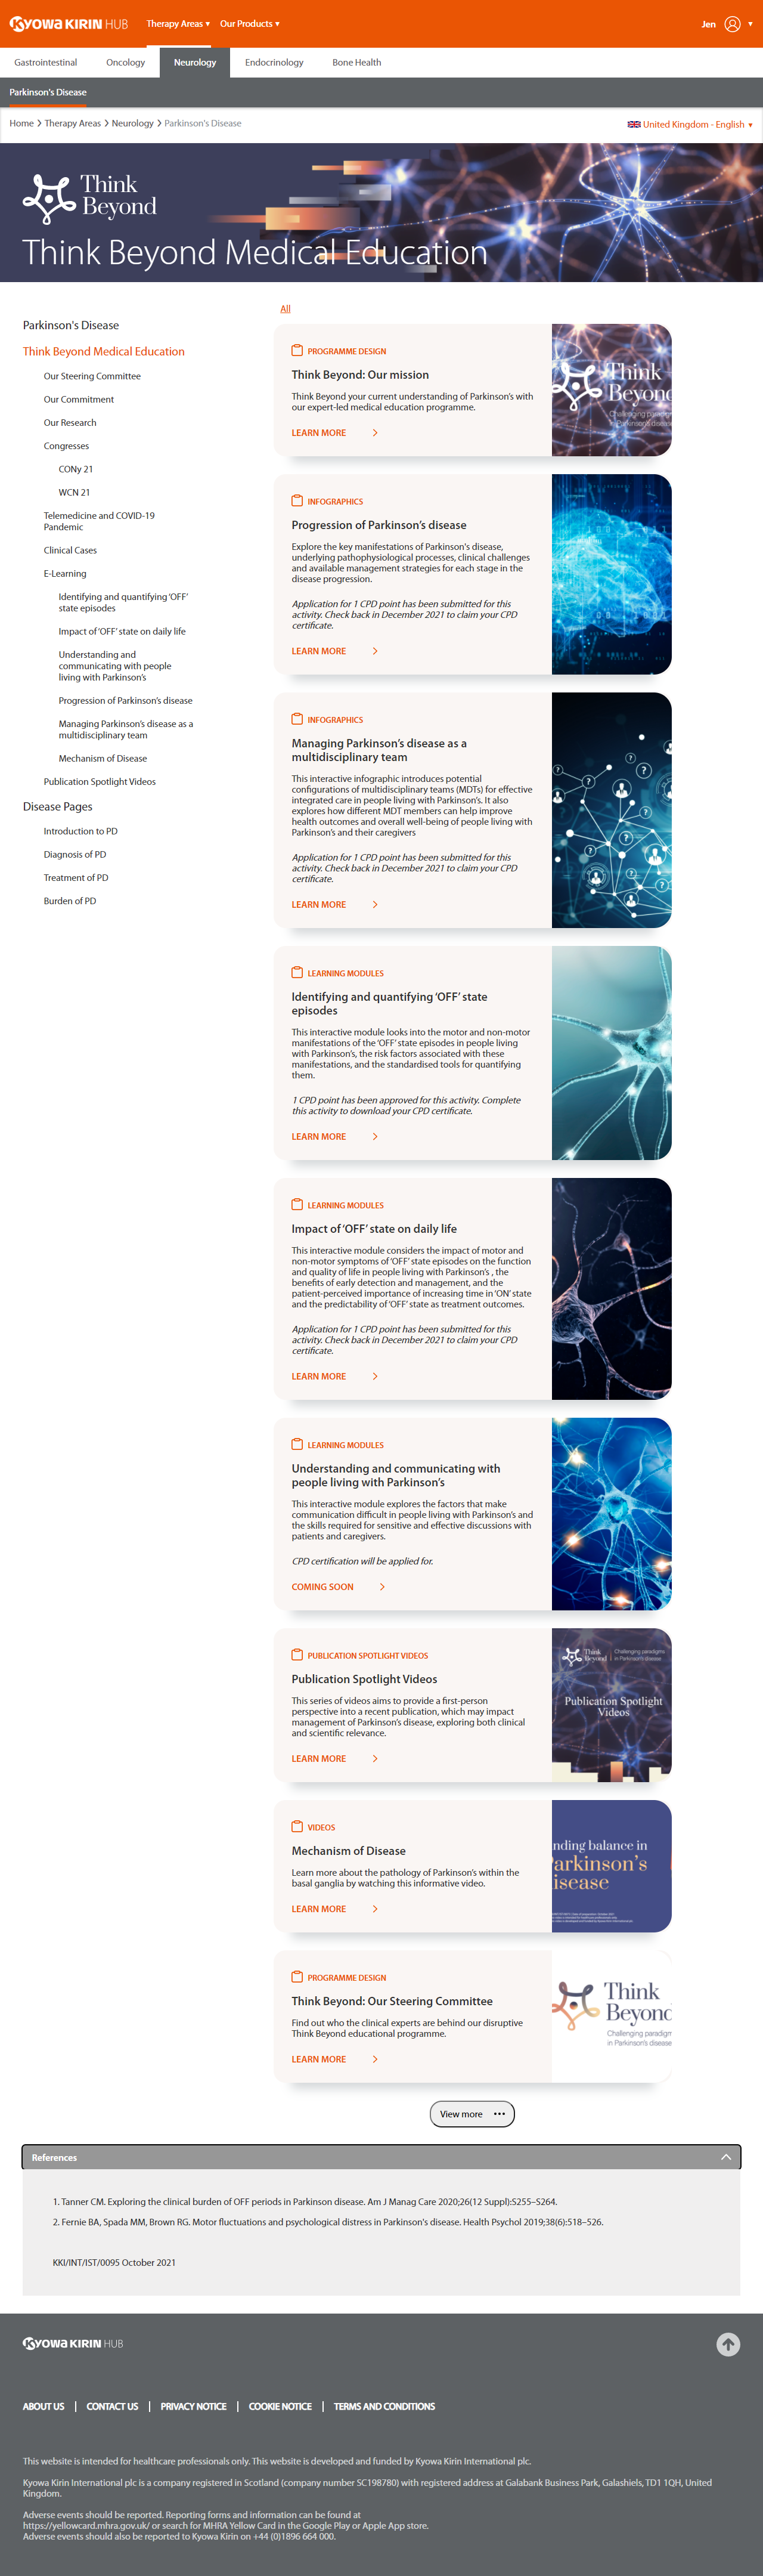 KYOWA KIRIN HUB
Therapy Areas ▾
Our Products ▾
Jen
Gastrointestinal
Oncology
Neurology
Endocrinology
Bone Health
Parkinson's Disease
Home > Therapy Areas > Neurology > Parkinson's Disease
United Kingdom - English ▾
Think
Beyond
Think Beyond Medical Education
Parkinson's Disease
Think Beyond Medical Education
Our Steering Committee
Our Commitment
Our Research
Congresses
CONy 21
WCN 21
Telemedicine and COVID-19
Pandemic
Clinical Cases
E-Learning
Identifying and quantifying ‘OFF’
state episodes
Impact of ‘OFF’ state on daily life
Understanding and
communicating with people
living with Parkinson’s
Progression of Parkinson’s disease
Managing Parkinson’s disease as a
multidisciplinary team
Mechanism of Disease
Publication Spotlight Videos
Disease Pages
Introduction to PD
Diagnosis of PD
Treatment of PD
Burden of PD
All
PROGRAMME DESIGN
Think Beyond: Our mission
Think Beyond your current understanding of Parkinson’s with
our expert-led medical education programme.
LEARN MORE
Think
Beyond
Challenging paradigms
in Parkinson's disease
INFOGRAPHICS
Progression of Parkinson’s disease
Explore the key manifestations of Parkinson's disease,
underlying pathophysiological processes, clinical challenges
and available management strategies for each stage in the
disease progression.
Application for 1 CPD point has been submitted for this
activity. Check back in December 2021 to claim your CPD
certificate.
LEARN MORE
INFOGRAPHICS
Managing Parkinson’s disease as a
multidisciplinary team
This interactive infographic introduces potential
configurations of multidisciplinary teams (MDTs) for effective
integrated care in people living with Parkinson’s. It also
explores how different MDT members can help improve
health outcomes and overall well-being of people living with
Parkinson’s and their caregivers
Application for 1 CPD point has been submitted for this
activity. Check back in December 2021 to claim your CPD
certificate.
LEARN MORE
LEARNING MODULES
Identifying and quantifying ‘OFF’ state
episodes
This interactive module looks into the motor and non-motor
manifestations of the ‘OFF’ state episodes in people living
with Parkinson’s, the risk factors associated with these
manifestations, and the standardised tools for quantifying
them.
1 CPD point has been approved for this activity. Complete
this activity to download your CPD certificate.
LEARN MORE
LEARNING MODULES
Impact of ‘OFF’ state on daily life
This interactive module considers the impact of motor and
non-motor symptoms of ‘OFF’ state episodes on the function
and quality of life in people living with Parkinson’s , the
benefits of early detection and management, and the
patient-perceived importance of increasing time in ‘ON’ state
and the predictability of ‘OFF’ state as treatment outcomes.
Application for 1 CPD point has been submitted for this
activity. Check back in December 2021 to claim your CPD
certificate.
LEARN MORE
LEARNING MODULES
Understanding and communicating with
people living with Parkinson’s
This interactive module explores the factors that make
communication difficult in people living with Parkinson’s and
the skills required for sensitive and effective discussions with
patients and caregivers.
CPD certification will be applied for.
COMING SOON
PUBLICATION SPOTLIGHT VIDEOS
Publication Spotlight Videos
This series of videos aims to provide a first-person
perspective into a recent publication, which may impact
management of Parkinson’s disease, exploring both clinical
and scientific relevance.
LEARN MORE
Think
Beyond
Challenging paradigms
in Parkinson's disease
Publication Spotlight
Videos
VIDEOS
Mechanism of Disease
Learn more about the pathology of Parkinson’s within the
basal ganglia by watching this informative video.
LEARN MORE
nding balance in
arkinson's
isease
PROGRAMME DESIGN
Think Beyond: Our Steering Committee
Find out who the clinical experts are behind our disruptive
Think Beyond educational programme.
LEARN MORE
Think
Beyond
Challenging paradigm
in Parkinson's disease
View more •••
References
1. Tanner CM. Exploring the clinical burden of OFF periods in Parkinson disease. Am J Manag Care 2020;26(12 Suppl):S255–S264.
2. Fernie BA, Spada MM, Brown RG. Motor fluctuations and psychological distress in Parkinson's disease. Health Psychol 2019;38(6):518–526.
KKI/INT/IST/0095 October 2021
KYOWA KIRIN HUB
ABOUT US | CONTACT US | PRIVACY NOTICE | COOKIE NOTICE | TERMS AND CONDITIONS
This website is intended for healthcare professionals only. This website is developed and funded by Kyowa Kirin International plc.
Kyowa Kirin International plc is a company registered in Scotland (company number SC198780) with registered address at Galabank Business Park, Galashiels, TD1 1QH, United
Kingdom.
Adverse events should be reported. Reporting forms and information can be found at
https://yellowcard.mhra.gov.uk/ or search for MHRA Yellow Card in the Google Play or Apple App store.
Adverse events should also be reported to Kyowa Kirin on +44 (0)1896 664 000.